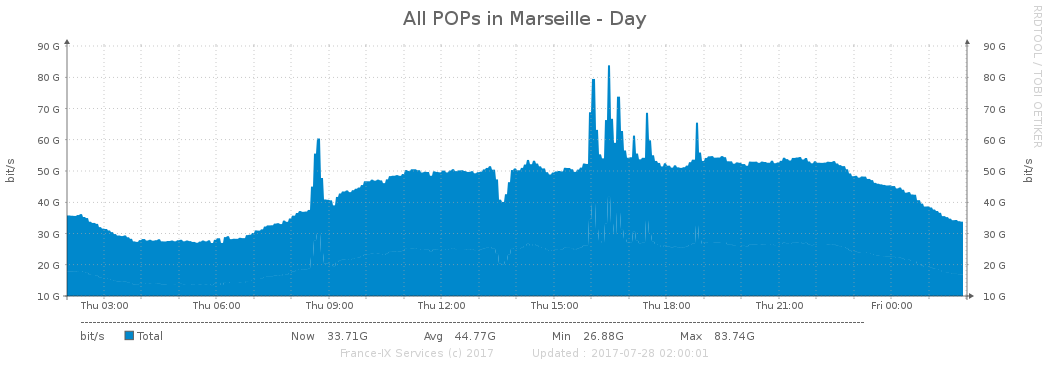 All POPs in Marseille - Day
RRDTOOL / TOBI OETIKER
90 G 90 G
80 G 80 G
70 G 70 G
60 G 60 G
50 G 50 G
40 G 40 G
30 G 30 G
20 G 20 G
10 G 10 G
bit/s
bit/s
Thu 03:00 Thu 06:00 Thu 09:00 Thu 12:00 Thu 15:00 Thu 18:00 Thu 21:00 Fri 00:00
bit/s Total Now 33.71G Avg 44.77G Min 26.88G Max 83.74G
France-IX Services (c) 2017 Updated : 2017-07-28 02:00:01